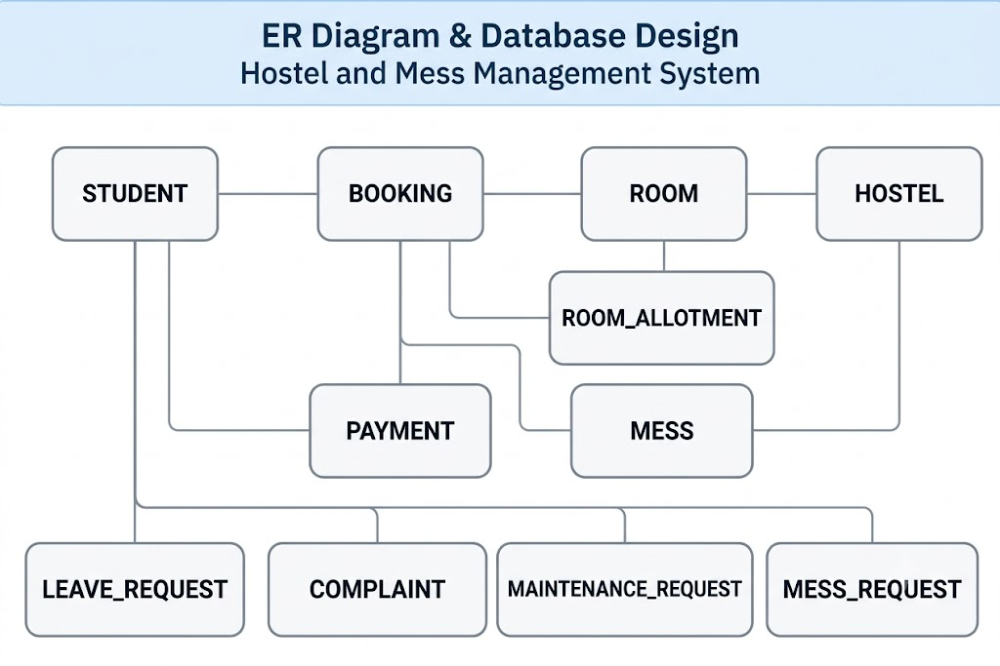 ER Diagram & Database Design
Hostel and Mess Management System
STUDENT
BOOKING
ROOM
HOSTEL
ROOM_ALLOTMENT
PAYMENT
MESS
LEAVE_REQUEST
COMPLAINT
MAINTENANCE_REQUEST
MESS_REQUEST